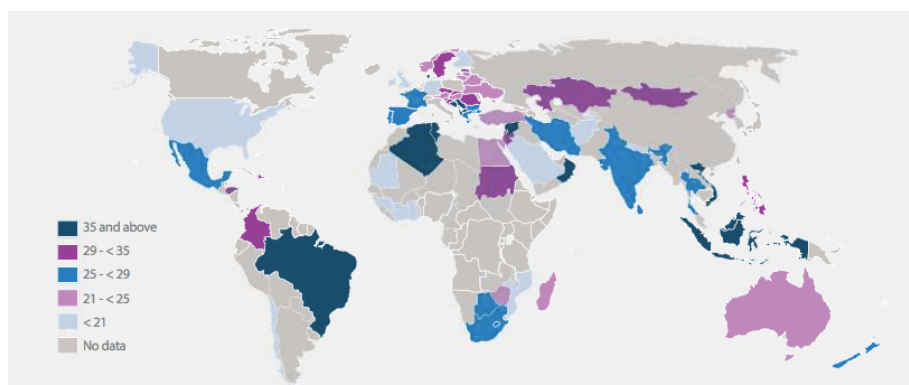 35 and above
29 - < 35
25 - < 29
21 - < 25
< 21
No data